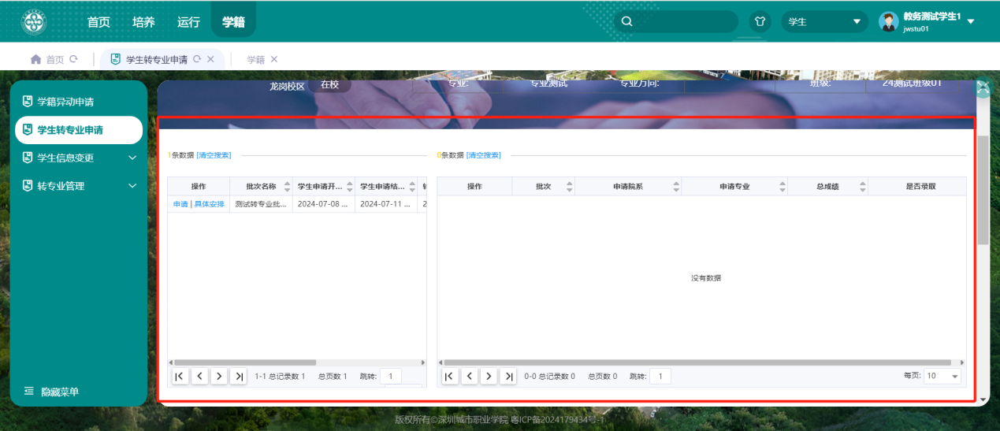 首页 培养 运行 学籍 学生 教务测试学生1
jwstu01
首页 学生转专业申请 学籍
龙岗校区 在校 专业: 专业测试 专业方向: 班级: 24测试班级01
学籍异动申请
学生转专业申请
学生信息变更
转专业管理
隐藏菜单
1条数据 [清空搜索]
操作 批次名称 学生申请开... 学生申请结...
申请 | 具体安排 测试转专业批... 2024-07-08 ... 2024-07-11 ... 2
1-1 总记录数 1 总页数 1 跳转: 1
0条数据 [清空搜索]
操作 批次 申请院系 申请专业 总成绩 是否录取
没有数据
0-0 总记录数 0 总页数 0 跳转: 1 每页: 10
版权所有©深圳城市职业学院 粤ICP备2024179434号-1